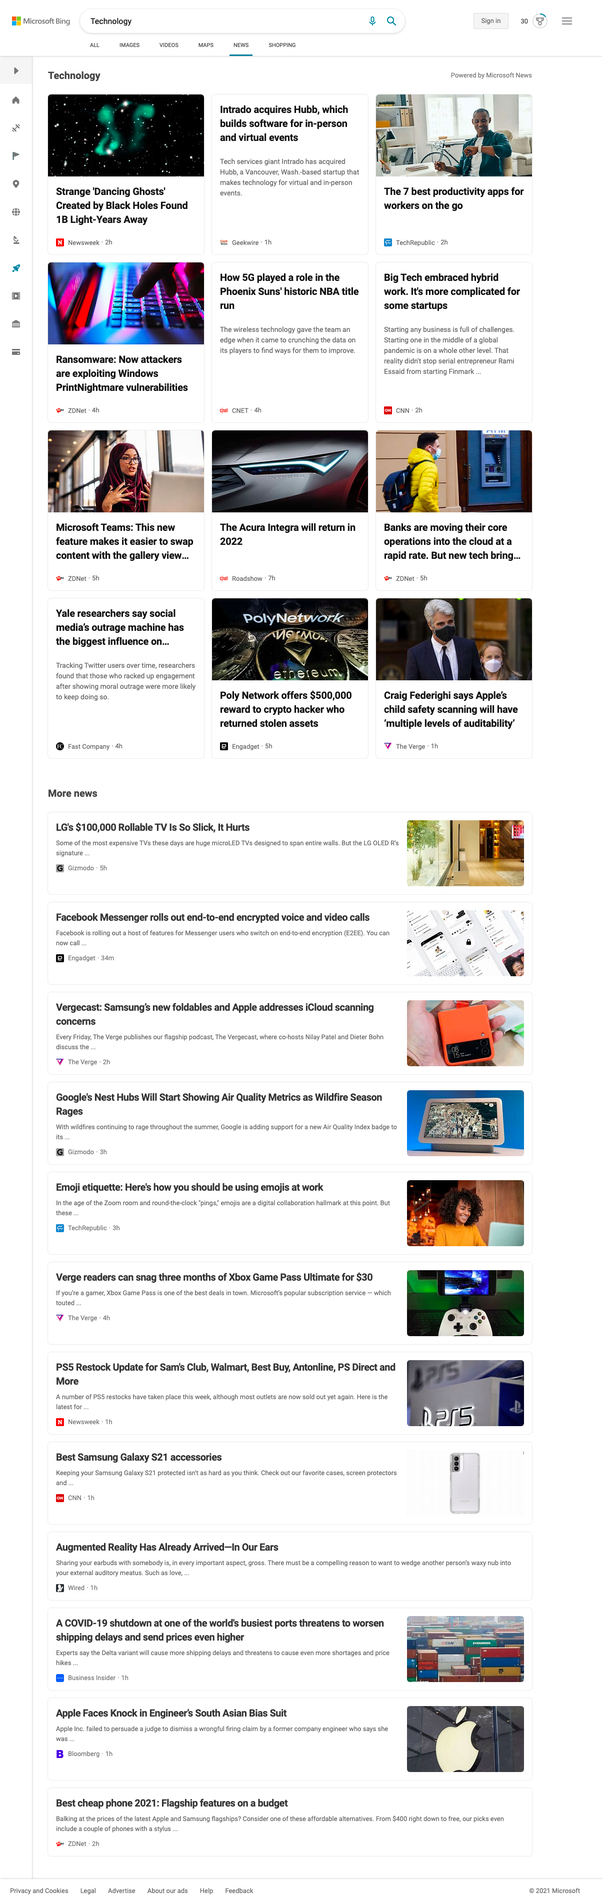 Microsoft Bing
Technology
Sign in
30
ALL
IMAGES
VIDEOS
MAPS
NEWS
SHOPPING
Technology
Powered by Microsoft News
Strange 'Dancing Ghosts'
Created by Black Holes Found
1B Light-Years Away
Newsweek · 2h
Intrado acquires Hubb, which
builds software for in-person
and virtual events
Tech services giant Intrado has acquired
Hubb, a Vancouver, Wash.-based startup that
makes technology for virtual and in-person
events.
Geekwire · 1h
The 7 best productivity apps for
workers on the go
TechRepublic · 2h
Ransomware: Now attackers
are exploiting Windows
PrintNightmare vulnerabilities
ZDNet · 4h
How 5G played a role in the
Phoenix Suns' historic NBA title
run
The wireless technology gave the team an
edge when it came to crunching the data on
its players to find ways for them to improve.
CNET · 4h
Big Tech embraced hybrid
work. It's more complicated for
some startups
Starting any business is full of challenges.
Starting one in the middle of a global
pandemic is on a whole other level. That
reality didn't stop serial entrepreneur Rami
Essaid from starting Finmark ...
CNN · 2h
Microsoft Teams: This new
feature makes it easier to swap
content with the gallery view...
ZDNet · 5h
The Acura Integra will return in
2022
Roadshow · 7h
ATM
Banks are moving their core
operations into the cloud at a
rapid rate. But new tech bring...
ZDNet · 5h
Yale researchers say social
media's outrage machine has
the biggest influence on...
Tracking Twitter users over time, researchers
found that those who racked up engagement
after showing moral outrage were more likely
to keep doing so.
Fast Company · 4h
PolyNetwork
ethereum
Poly Network offers $500,000
reward to crypto hacker who
returned stolen assets
Engadget · 5h
Craig Federighi says Apple's
child safety scanning will have
'multiple levels of auditability'
The Verge · 1h
More news
LG's $100,000 Rollable TV Is So Slick, It Hurts
Some of the most expensive TVs these days are huge microLED TVs designed to span entire walls. But the LG OLED R's
signature ...
Gizmodo · 5h
Facebook Messenger rolls out end-to-end encrypted voice and video calls
Facebook is rolling out a host of features for Messenger users who switch on end-to-end encryption (E2EE). You can
now call ...
Engadget · 34m
Vergecast: Samsung's new foldables and Apple addresses iCloud scanning
concerns
Every Friday, The Verge publishes our flagship podcast, The Vergecast, where co-hosts Nilay Patel and Dieter Bohn
discuss the ...
The Verge · 2h
Google's Nest Hubs Will Start Showing Air Quality Metrics as Wildfire Season
Rages
With wildfires continuing to rage throughout the summer, Google is adding support for a new Air Quality Index badge to
its ...
Gizmodo · 3h
Emoji etiquette: Here's how you should be using emojis at work
In the age of the Zoom room and round-the-clock "pings," emojis are a digital collaboration hallmark at this point. But
these ...
TechRepublic · 3h
Verge readers can snag three months of Xbox Game Pass Ultimate for $30
If you're a gamer, Xbox Game Pass is one of the best deals in town. Microsoft's popular subscription service — which
touted ...
The Verge · 4h
PS5 Restock Update for Sam's Club, Walmart, Best Buy, Antonline, PS Direct and
More
A number of PS5 restocks have taken place this week, although most outlets are now sold out yet again. Here is the
latest for ...
Newsweek · 1h
PS5
Best Samsung Galaxy S21 accessories
Keeping your Samsung Galaxy S21 protected isn't as hard as you think. Check out our favorite cases, screen protectors
and ...
CNN · 1h
Augmented Reality Has Already Arrived—In Our Ears
Sharing your earbuds with somebody is, in every important aspect, gross. There must be a compelling reason to want to wedge another person's waxy nub into
your external auditory meatus. Such as love, ...
Wired · 1h
A COVID-19 shutdown at one of the world's busiest ports threatens to worsen
shipping delays and send prices even higher
Experts say the Delta variant will cause more shipping delays and threatens to cause even more shortages and price
hikes ...
Business Insider · 1h
Apple Faces Knock in Engineer's South Asian Bias Suit
Apple Inc. failed to persuade a judge to dismiss a wrongful firing claim by a former company engineer who says she
was ...
Bloomberg · 1h
Best cheap phone 2021: Flagship features on a budget
Balking at the prices of the latest Apple and Samsung flagships? Consider one of these affordable alternatives. From $400 right down to free, our picks even
include a couple of phones with a stylus ...
ZDNet · 2h
Privacy and Cookies
Legal
Advertise
About our ads
Help
Feedback
© 2021 Microsoft